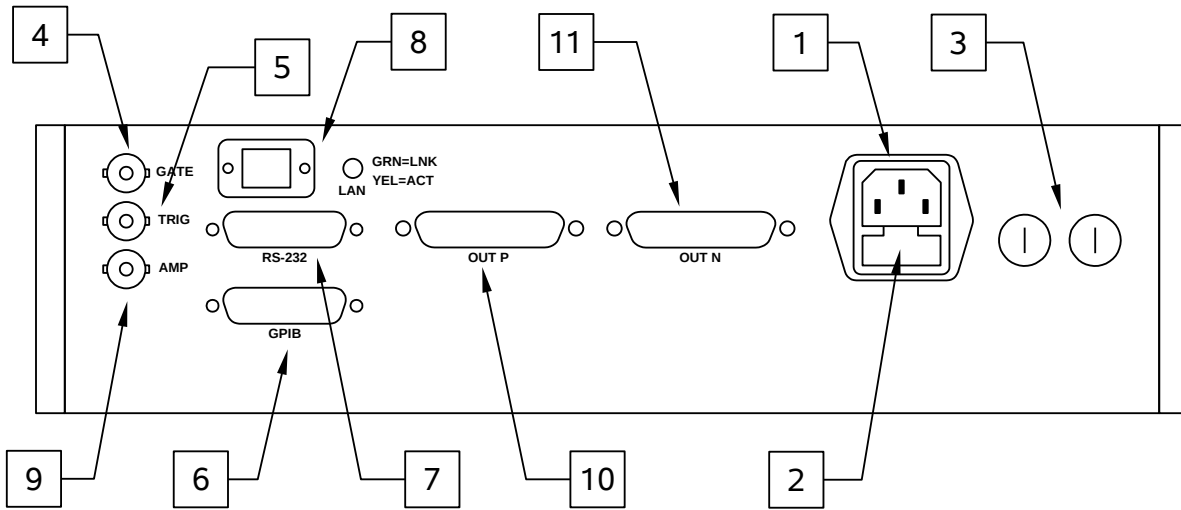 4
5
8
11
1
3
GATE
GRN=LNK
YEL=ACT
LAN
TRIG
RS-232
OUT P
OUT N
AMP
GPIB
9
6
7
10
2